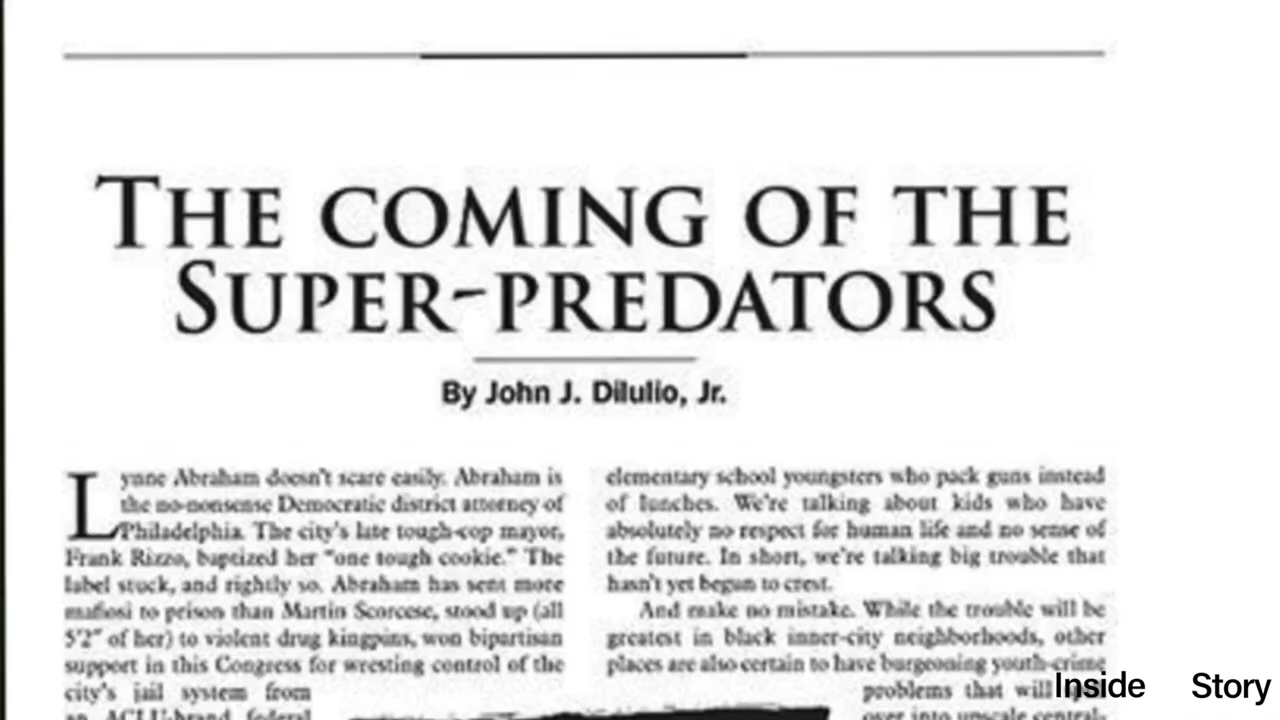 THE COMING OF THE
SUPER-PREDATORS
By John J. DiIulio, Jr.
Lynne Abraham doesn't scare easily. Abraham is
the no-nonsense Democratic district attorney of
Philadelphia. The city's late tough-cop mayor,
Frank Rizzo, baptized her "one tough cookie." The
label stuck, and rightly so. Abraham has sent more
mafiosi to prison than Martin Scorcese, stood up (all
5'2" of her) to violent drug kingpins, won bipartisan
support in this Congress for wresting control of the
city's jail system from
an ACLU-brand federal
elementary school youngsters who pack guns instead
of lunches. We're talking about kids who have
absolutely no respect for human life and no sense of
the future. In short, we're talking big trouble that
hasn't yet begun to crest.
And make no mistake. While the trouble will be
greatest in black inner-city neighborhoods, other
places are also certain to have burgeoning youth-crime
problems that will
over into upscale central-
Inside Story